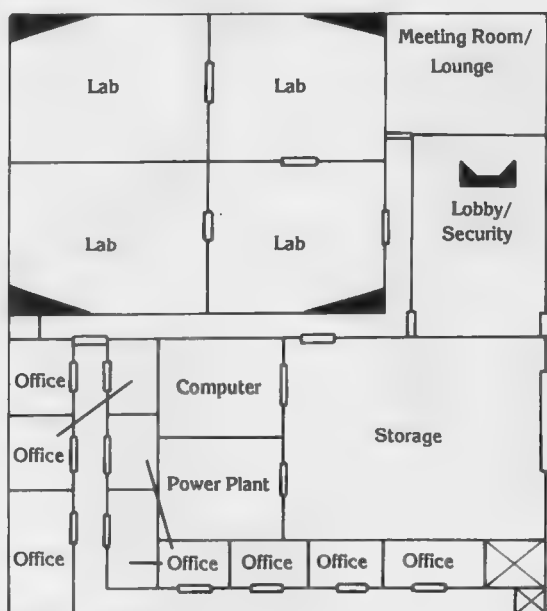 Meeting Room/
Lounge
Lab
Lab
Lobby/
Security
Lab
Lab
Office
Computer
Storage
Office
Power Plant
Office
Office
Office
Office
Office